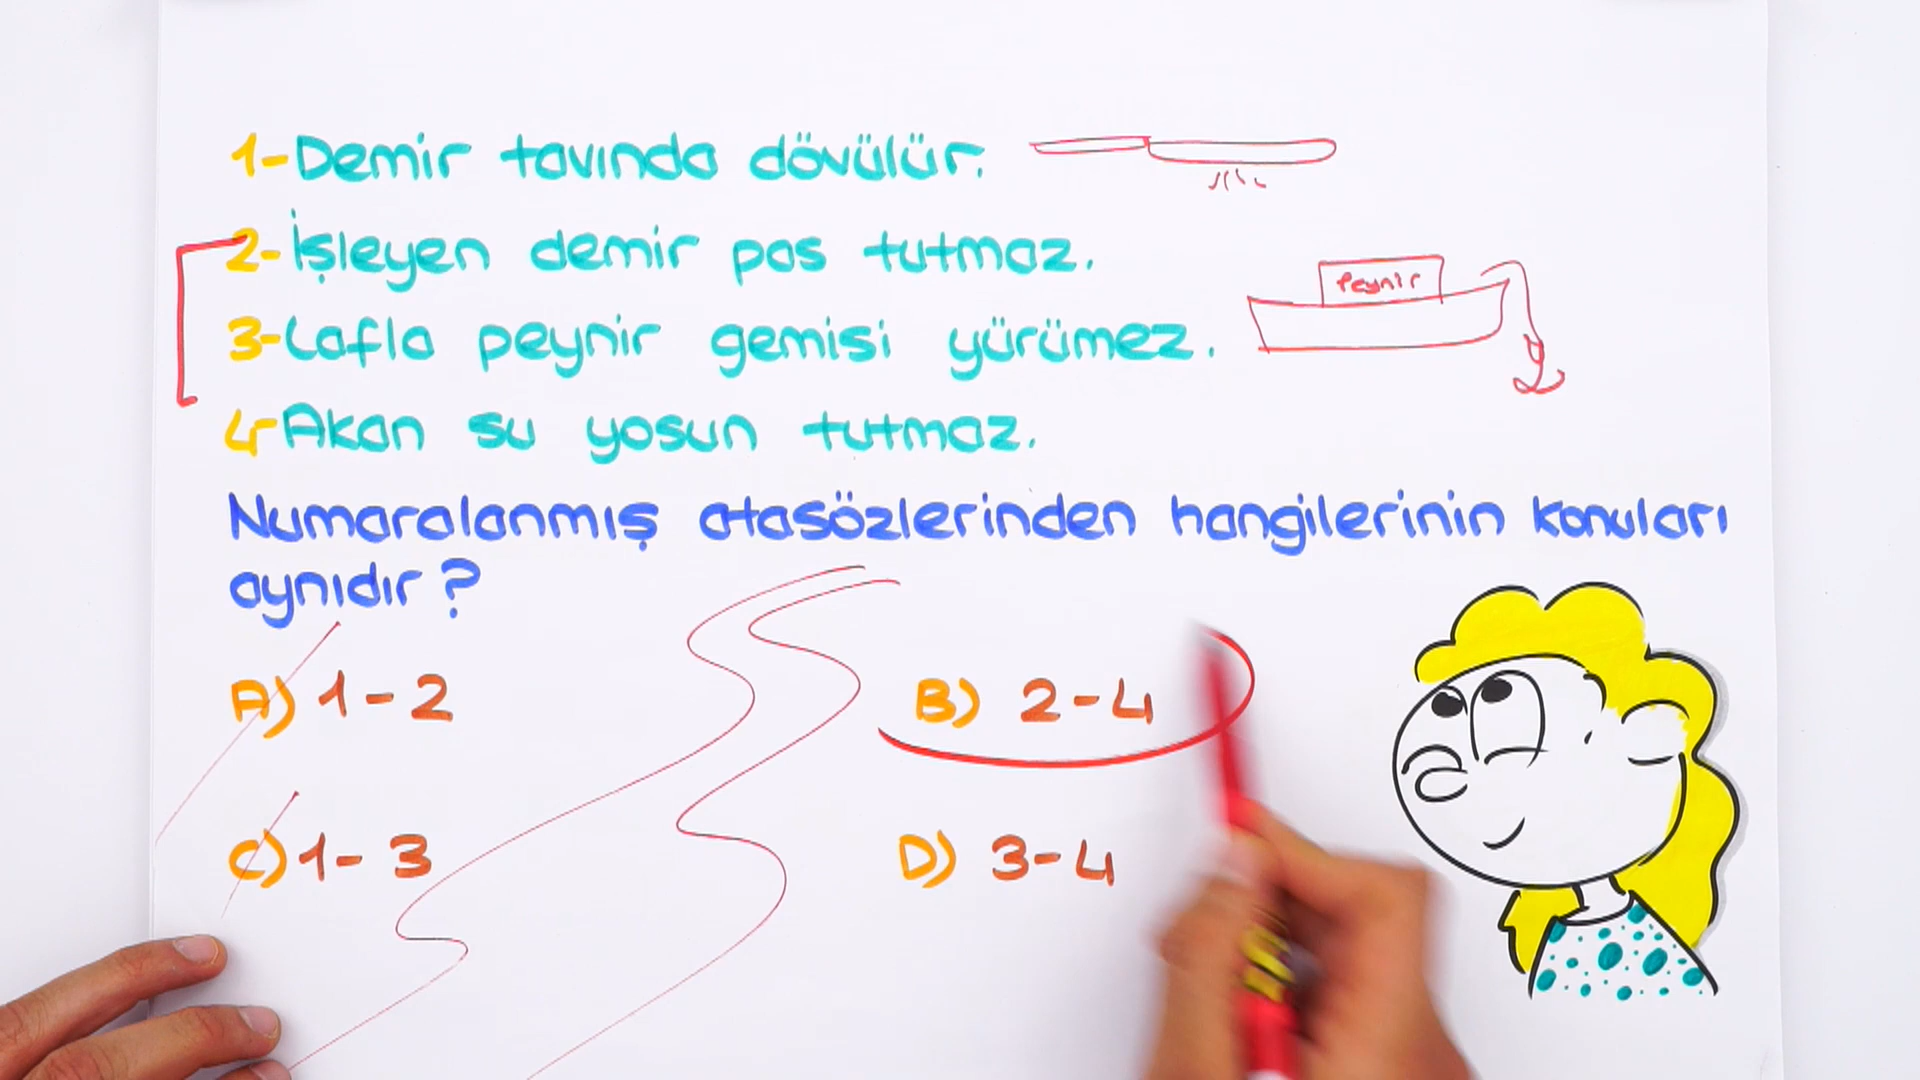 1-Demir tavında dövülür.
2-İşleyen demir pas tutmaz.
Peynir
3-Lafla peynir gemisi yürümez.
4-Akan su yosun tutmaz.
Numaralanmış atasözlerinden hangilerinin konuları
aynıdır?
A) 1-2
B) 2-4
C) 1-3
D) 3-4